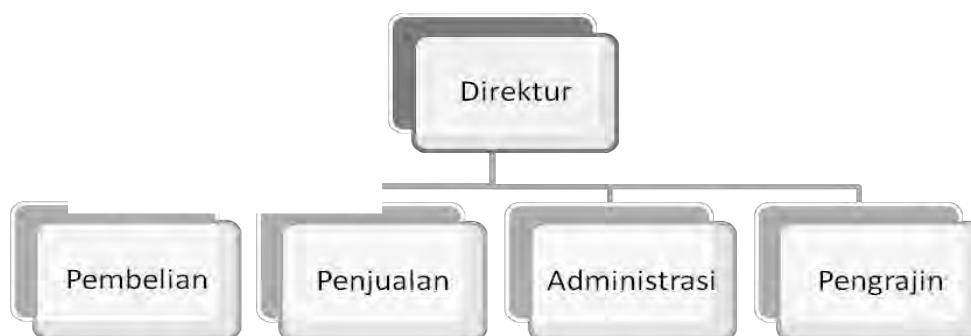 Direktur
Pembelian
Penjualan
Administrasi
Pengrajin